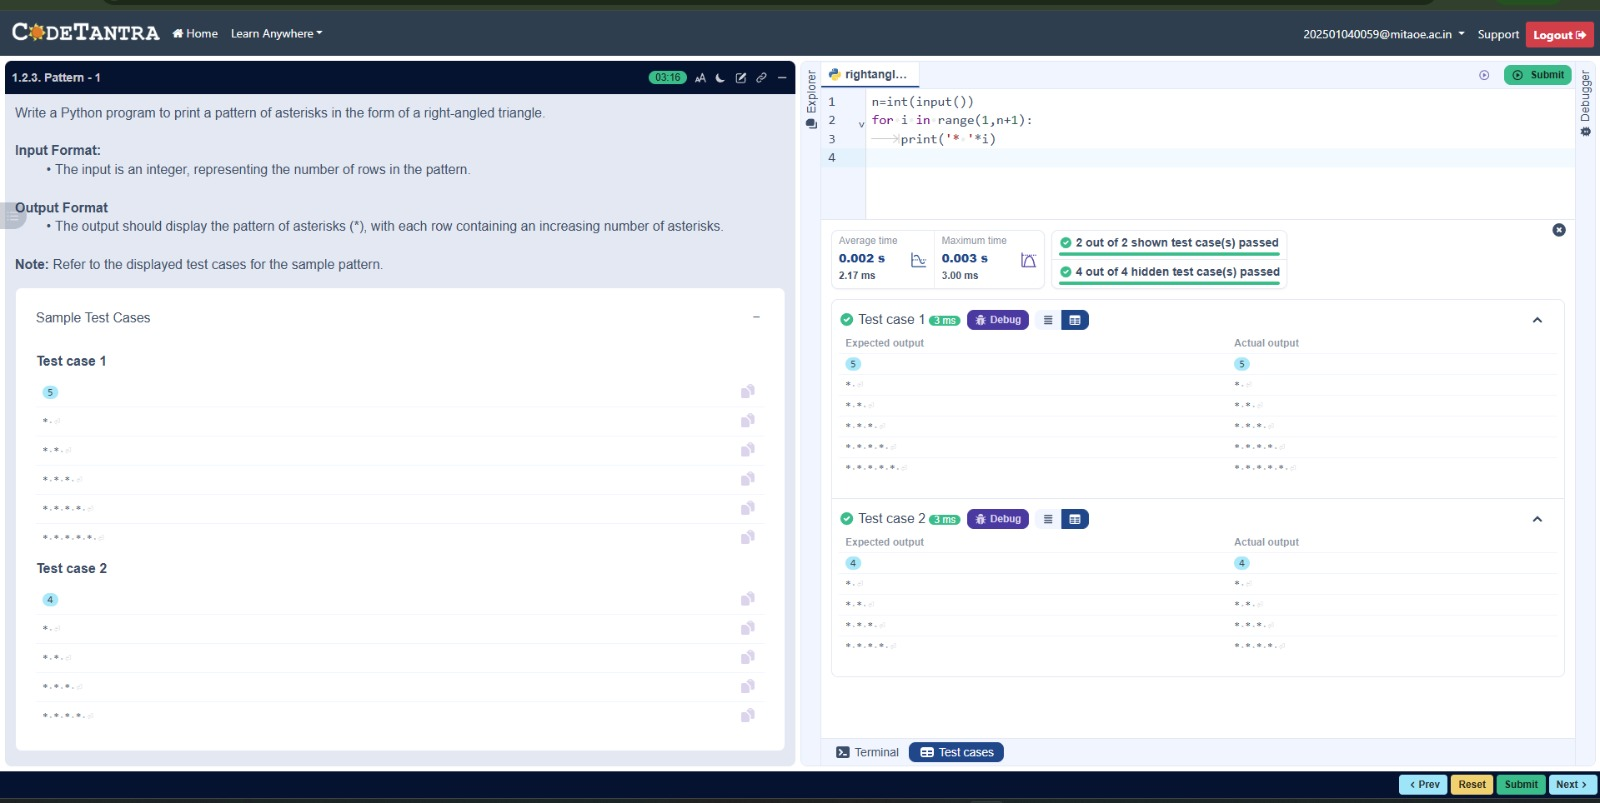 CODETANTRA Home Learn Anywhere 202501040059@mitaoe.ac.in Support Logout
1.2.3. Pattern - 1 03:16 AA
Write a Python program to print a pattern of asterisks in the form of a right-angled triangle.
Input Format:
• The input is an integer, representing the number of rows in the pattern.
Output Format
• The output should display the pattern of asterisks (*), with each row containing an increasing number of asterisks.
Note: Refer to the displayed test cases for the sample pattern.
Sample Test Cases
Test case 1
5
*
* *
* * *
* * * *
* * * * *
Test case 2
4
*
* *
* * *
* * * *
Explorer
rightangl... Submit
Debugger
1 n=int(input())
2 for i in range(1,n+1):
3 print('* '*i)
4
Average time
0.002 s
2.17 ms
Maximum time
0.003 s
3.00 ms
2 out of 2 shown test case(s) passed
4 out of 4 hidden test case(s) passed
Test case 1 3 ms Debug
Expected output Actual output
5 5
* *
* * * *
* * * * * *
* * * * * * * *
* * * * * * * * * *
Test case 2 3 ms Debug
Expected output Actual output
4 4
* *
* * * *
* * * * * *
* * * * * * * *
Terminal Test cases
< Prev Reset Submit Next >